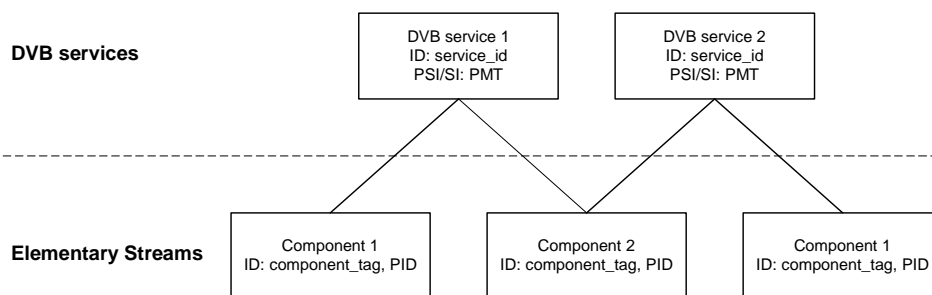 DVB services
DVB service 1
ID: service_id
PSI/SI: PMT
DVB service 2
ID: service_id
PSI/SI: PMT
Elementary Streams
Component 1
ID: component_tag, PID
Component 2
ID: component_tag, PID
Component 1
ID: component_tag, PID